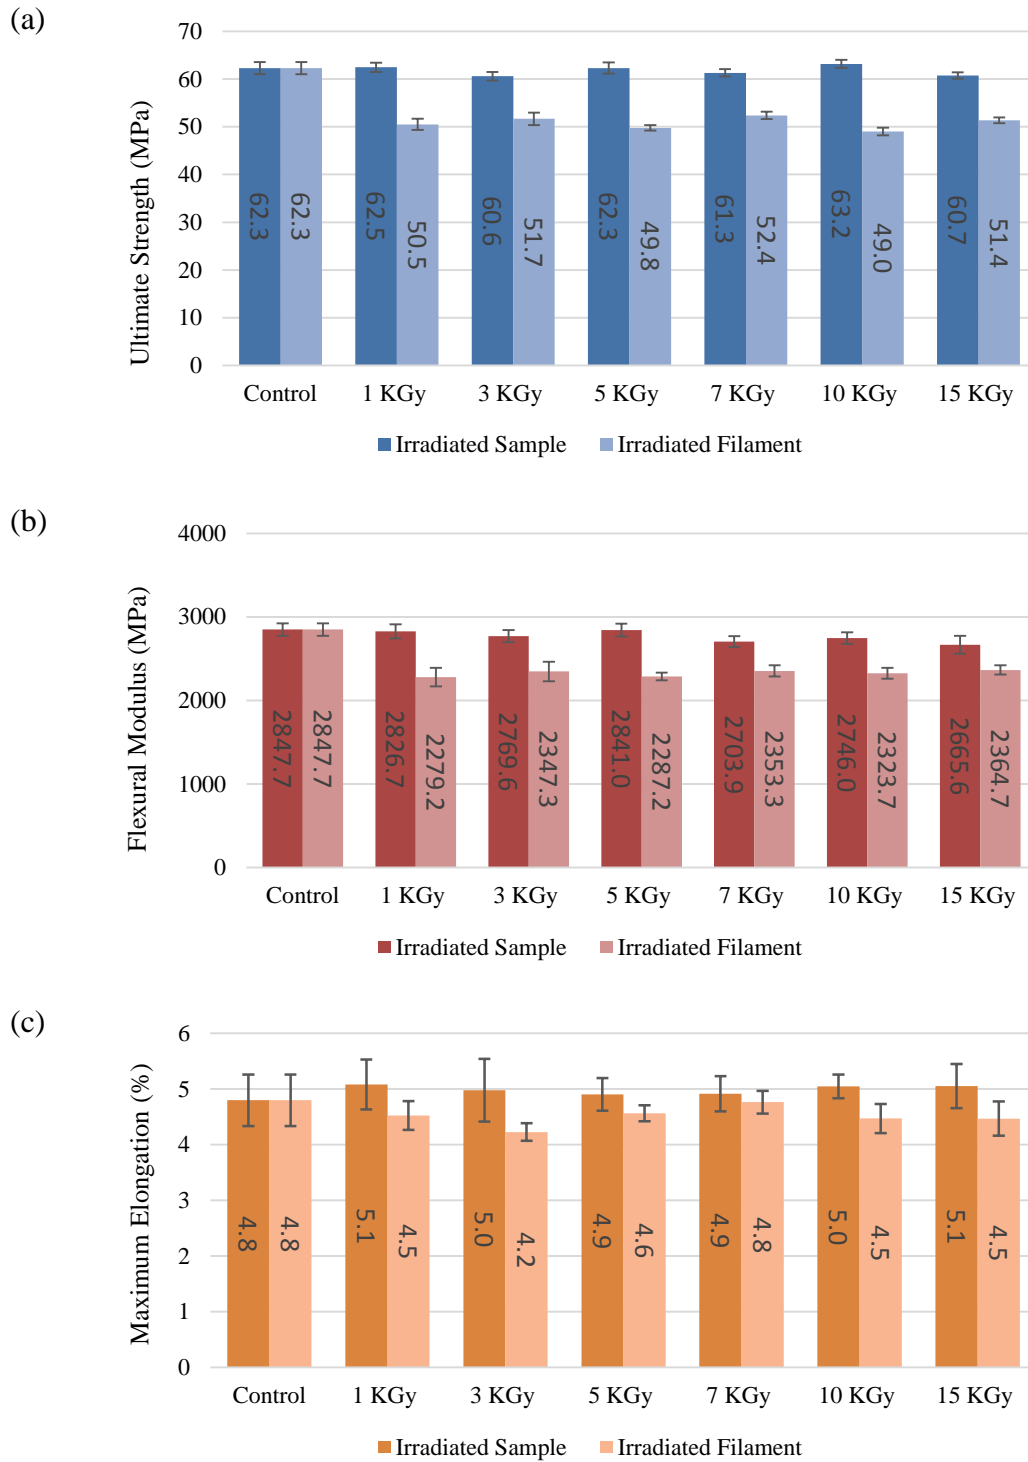 (a)
Ultimate Strength (MPa)
70
60
50
40
30
20
10
0
62.3 62.3 62.5 50.5 60.6 51.7 62.3 49.8 61.3 52.4 63.2 49.0 60.7 51.4
Control 1 KGy 3 KGy 5 KGy 7 KGy 10 KGy 15 KGy
Irradiated Sample Irradiated Filament
(b)
Flexural Modulus (MPa)
4000
3000
2000
1000
0
2847.7 2847.7 2826.7 2279.2 2769.6 2347.3 2841.0 2287.2 2703.9 2353.3 2746.0 2323.7 2665.6 2364.7
Control 1 KGy 3 KGy 5 KGy 7 KGy 10 KGy 15 KGy
Irradiated Sample Irradiated Filament
(c)
Maximum Elongation (%)
6
5
4
3
2
1
0
4.8 4.8 5.1 4.5 5.0 4.2 4.9 4.6 4.9 4.8 5.0 4.5 5.1 4.5
Control 1 KGy 3 KGy 5 KGy 7 KGy 10 KGy 15 KGy
Irradiated Sample Irradiated Filament